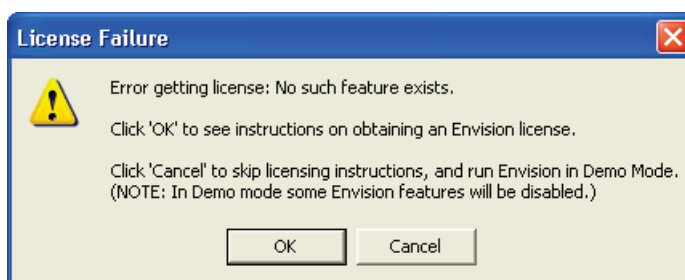 License Failure
Error getting license: No such feature exists.
Click 'OK' to see instructions on obtaining an Envision license.
Click 'Cancel' to skip licensing instructions, and run Envision in Demo Mode.
(NOTE: In Demo mode some Envision features will be disabled.)
OK
Cancel